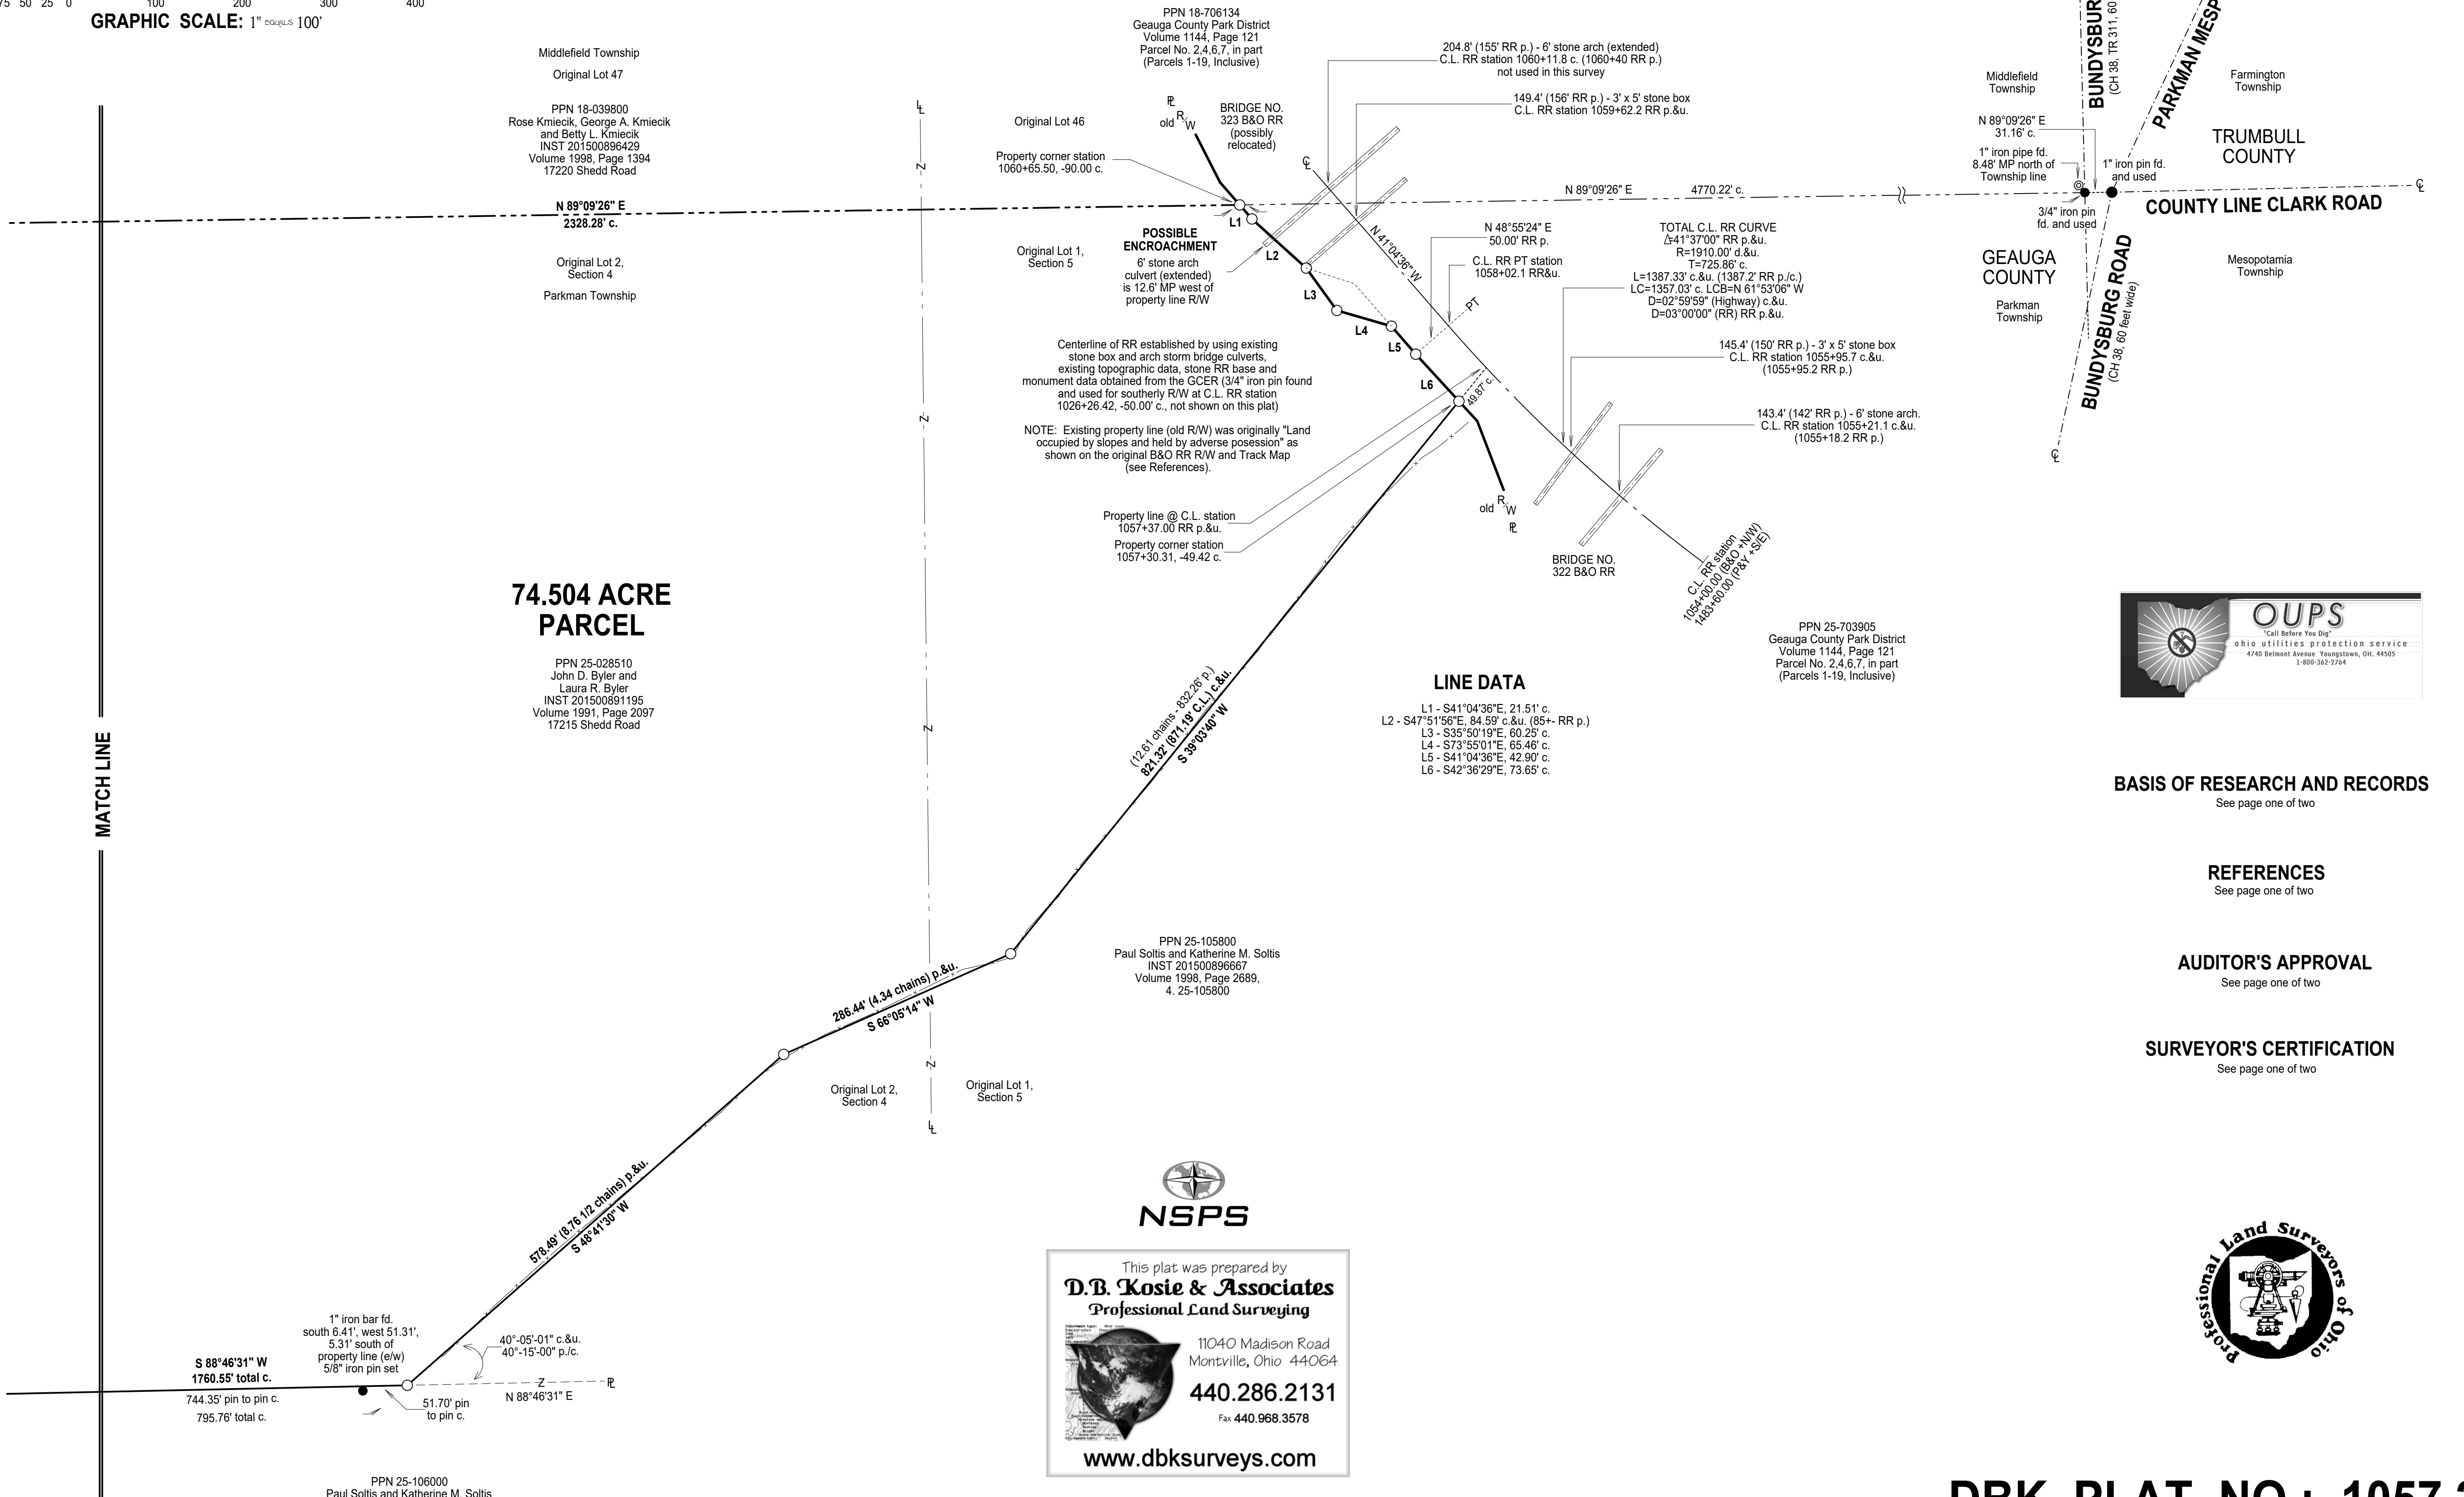 75 50 25 0 100 200 300 400
GRAPHIC SCALE: 1" EQUALS 100'
Middlefield Township
Original Lot 47
PPN 18-039800
Rose Kmiecik, George A. Kmiecik
and Betty L. Kmiecik
INST 201500896429
Volume 1998, Page 1394
17220 Shedd Road
N 89°09'26" E
2328.28' c.
Original Lot 2,
Section 4
Parkman Township
PPN 18-706134
Geauga County Park District
Volume 1144, Page 121
Parcel No. 2,4,6,7, in part
(Parcels 1-19, Inclusive)
Original Lot 46
old R/W
BRIDGE NO.
323 B&O RR
(possibly
relocated)
Property corner station
1060+65.50, -90.00 c.
Original Lot 1,
Section 5
POSSIBLE
ENCROACHMENT
6' stone arch
culvert (extended)
is 12.6' MP west of
property line R/W
L1
L2
L3
L4
L5
L6
204.8' (155' RR p.) - 6' stone arch (extended)
C.L. RR station 1060+11.8 c. (1060+40 RR p.)
not used in this survey
149.4' (156' RR p.) - 3' x 5' stone box
C.L. RR station 1059+62.2 RR p.&u.
N 41°04'36" W
N 89°09'26" E 4770.22' c.
N 48°55'24" E
50.00' RR p.
C.L. RR PT station
1058+02.1 RR&u.
PT
TOTAL C.L. RR CURVE
Δ=41°37'00" RR p.&u.
R=1910.00' d.&u.
T=725.86' c.
L=1387.33' c.&u. (1387.2' RR p./c.)
LC=1357.03' c. LCB=N 61°53'06" W
D=02°59'59" (Highway) c.&u.
D=03°00'00" (RR) RR p.&u.
145.4' (150' RR p.) - 3' x 5' stone box
C.L. RR station 1055+95.7 c.&u.
(1055+95.2 RR p.)
143.4' (142' RR p.) - 6' stone arch.
C.L. RR station 1055+21.1 c.&u.
(1055+18.2 RR p.)
49.87' c.
Centerline of RR established by using existing
stone box and arch storm bridge culverts,
existing topographic data, stone RR base and
monument data obtained from the GCER (3/4" iron pin found
and used for southerly R/W at C.L. RR station
1026+26.42, -50.00' c., not shown on this plat)
NOTE: Existing property line (old R/W) was originally "Land
occupied by slopes and held by adverse posession" as
shown on the original B&O RR R/W and Track Map
(see References).
Property line @ C.L. station
1057+37.00 RR p.&u.
Property corner station
1057+30.31, -49.42 c.
old R/W
BRIDGE NO.
322 B&O RR
C.L. RR station
1054+00.00 (B&O +N/W)
1483+60.00 (P&Y +S/E)
PPN 25-703905
Geauga County Park District
Volume 1144, Page 121
Parcel No. 2,4,6,7, in part
(Parcels 1-19, Inclusive)
Middlefield
Township
N 89°09'26" E
31.16' c.
1" iron pipe fd.
8.48' MP north of
Township line
BUNDYSBUR
(CH 38, TR 311, 60
PARKMAN MESP
Farmington
Township
TRUMBULL
COUNTY
1" iron pin fd.
and used
3/4" iron pin
fd. and used
COUNTY LINE CLARK ROAD
GEAUGA
COUNTY
Parkman
Township
Mesopotamia
Township
BUNDYSBURG ROAD
(CH 38, 60 feet wide)
MATCH LINE
74.504 ACRE
PARCEL
PPN 25-028510
John D. Byler and
Laura R. Byler
INST 201500891195
Volume 1991, Page 2097
17215 Shedd Road
(12.61 chains - 832.26' p.)
821.32' (871.19' C.L.) c.&u.
S 39°03'40" W
LINE DATA
L1 - S41°04'36"E, 21.51' c.
L2 - S47°51'56"E, 84.59' c.&u. (85+- RR p.)
L3 - S35°50'19"E, 60.25' c.
L4 - S73°55'01"E, 65.46' c.
L5 - S41°04'36"E, 42.90' c.
L6 - S42°36'29"E, 73.65' c.
OUPS
"Call Before You Dig"
ohio utilities protection service
4740 Belmont Avenue Youngstown, OH. 44505
1-800-362-2764
BASIS OF RESEARCH AND RECORDS
See page one of two
REFERENCES
See page one of two
AUDITOR'S APPROVAL
See page one of two
SURVEYOR'S CERTIFICATION
See page one of two
PPN 25-105800
Paul Soltis and Katherine M. Soltis
INST 201500896667
Volume 1998, Page 2689,
4. 25-105800
286.44' (4.34 chains) p.&u.
S 66°05'14" W
Original Lot 2,
Section 4
Original Lot 1,
Section 5
578.49' (8.76 1/2 chains) p.&u.
S 48°41'30" W
1" iron bar fd.
south 6.41', west 51.31',
5.31' south of
property line (e/w)
5/8" iron pin set
40°-05'-01" c.&u.
40°-15'-00" p./c.
S 88°46'31" W
1760.55' total c.
744.35' pin to pin c.
795.76' total c.
51.70' pin
to pin c.
N 88°46'31" E
PPN 25-106000
Paul Soltis and Katherine M. Soltis
NSPS
This plat was prepared by
D.B. Kosie & Associates
Professional Land Surveying
11040 Madison Road
Montville, Ohio 44064
440.286.2131
Fax 440.968.3578
www.dbksurveys.com
Professional Land Surveyors of Ohio
DBK PLAT NO.: 1057